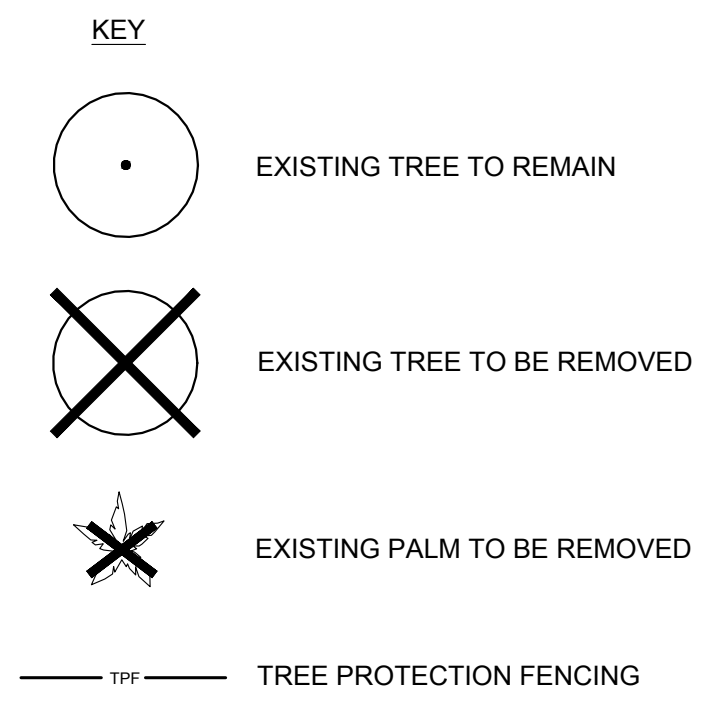 KEY
EXISTING TREE TO REMAIN
EXISTING TREE TO BE REMOVED
EXISTING PALM TO BE REMOVED
TPF TREE PROTECTION FENCING